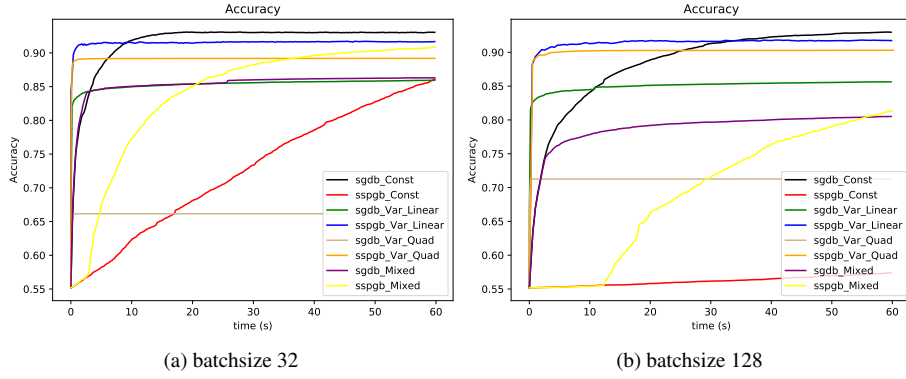 Accuracy
0.90
0.85
0.80
0.75
0.70
0.65
0.60
0.55
Accuracy
0
10
20
30
40
50
60
time (s)
sgdb_Const
sspgb_Const
sgdb_Var_Linear
sspgb_Var_Linear
sgdb_Var_Quad
sspgb_Var_Quad
sgdb_Mixed
sspgb_Mixed
(a) batchsize 32
Accuracy
0.90
0.85
0.80
0.75
0.70
0.65
0.60
0.55
Accuracy
0
10
20
30
40
50
60
time (s)
sgdb_Const
sspgb_Const
sgdb_Var_Linear
sspgb_Var_Linear
sgdb_Var_Quad
sspgb_Var_Quad
sgdb_Mixed
sspgb_Mixed
(b) batchsize 128